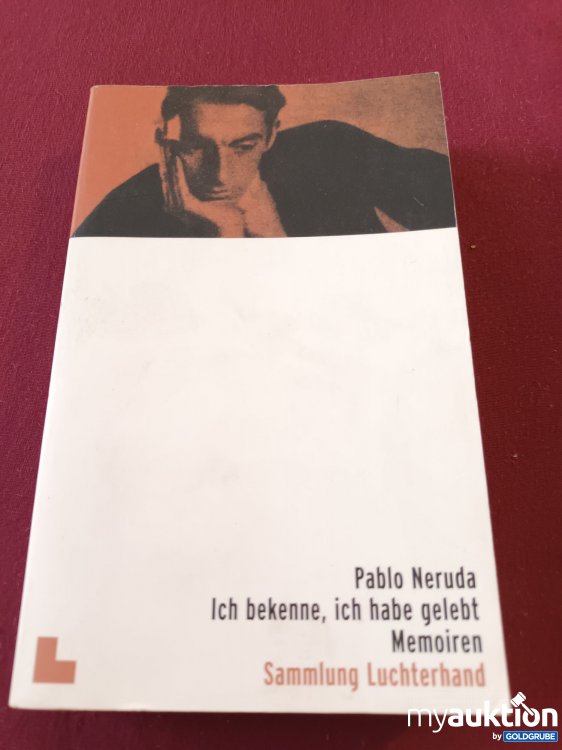 Pablo Neruda
Ich bekenne, ich habe gelebt
Memoiren
Sammlung Luchterhand
myauktion
by GOLDGRUBE